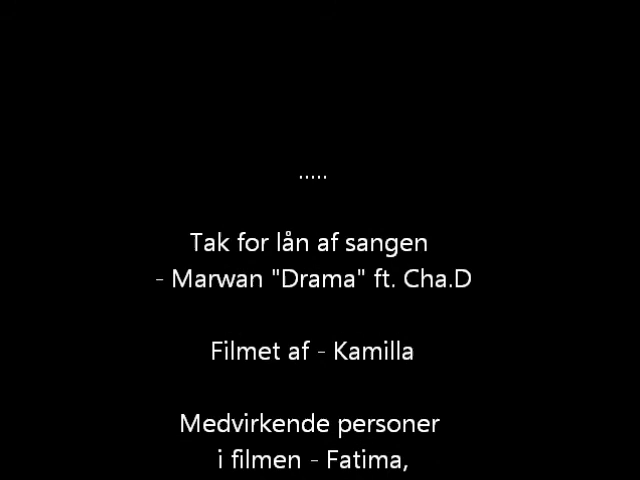 .....
Tak for lån af sangen
- Marwan "Drama" ft. Cha.D
Filmet af - Kamilla
Medvirkende personer
i filmen - Fatima,